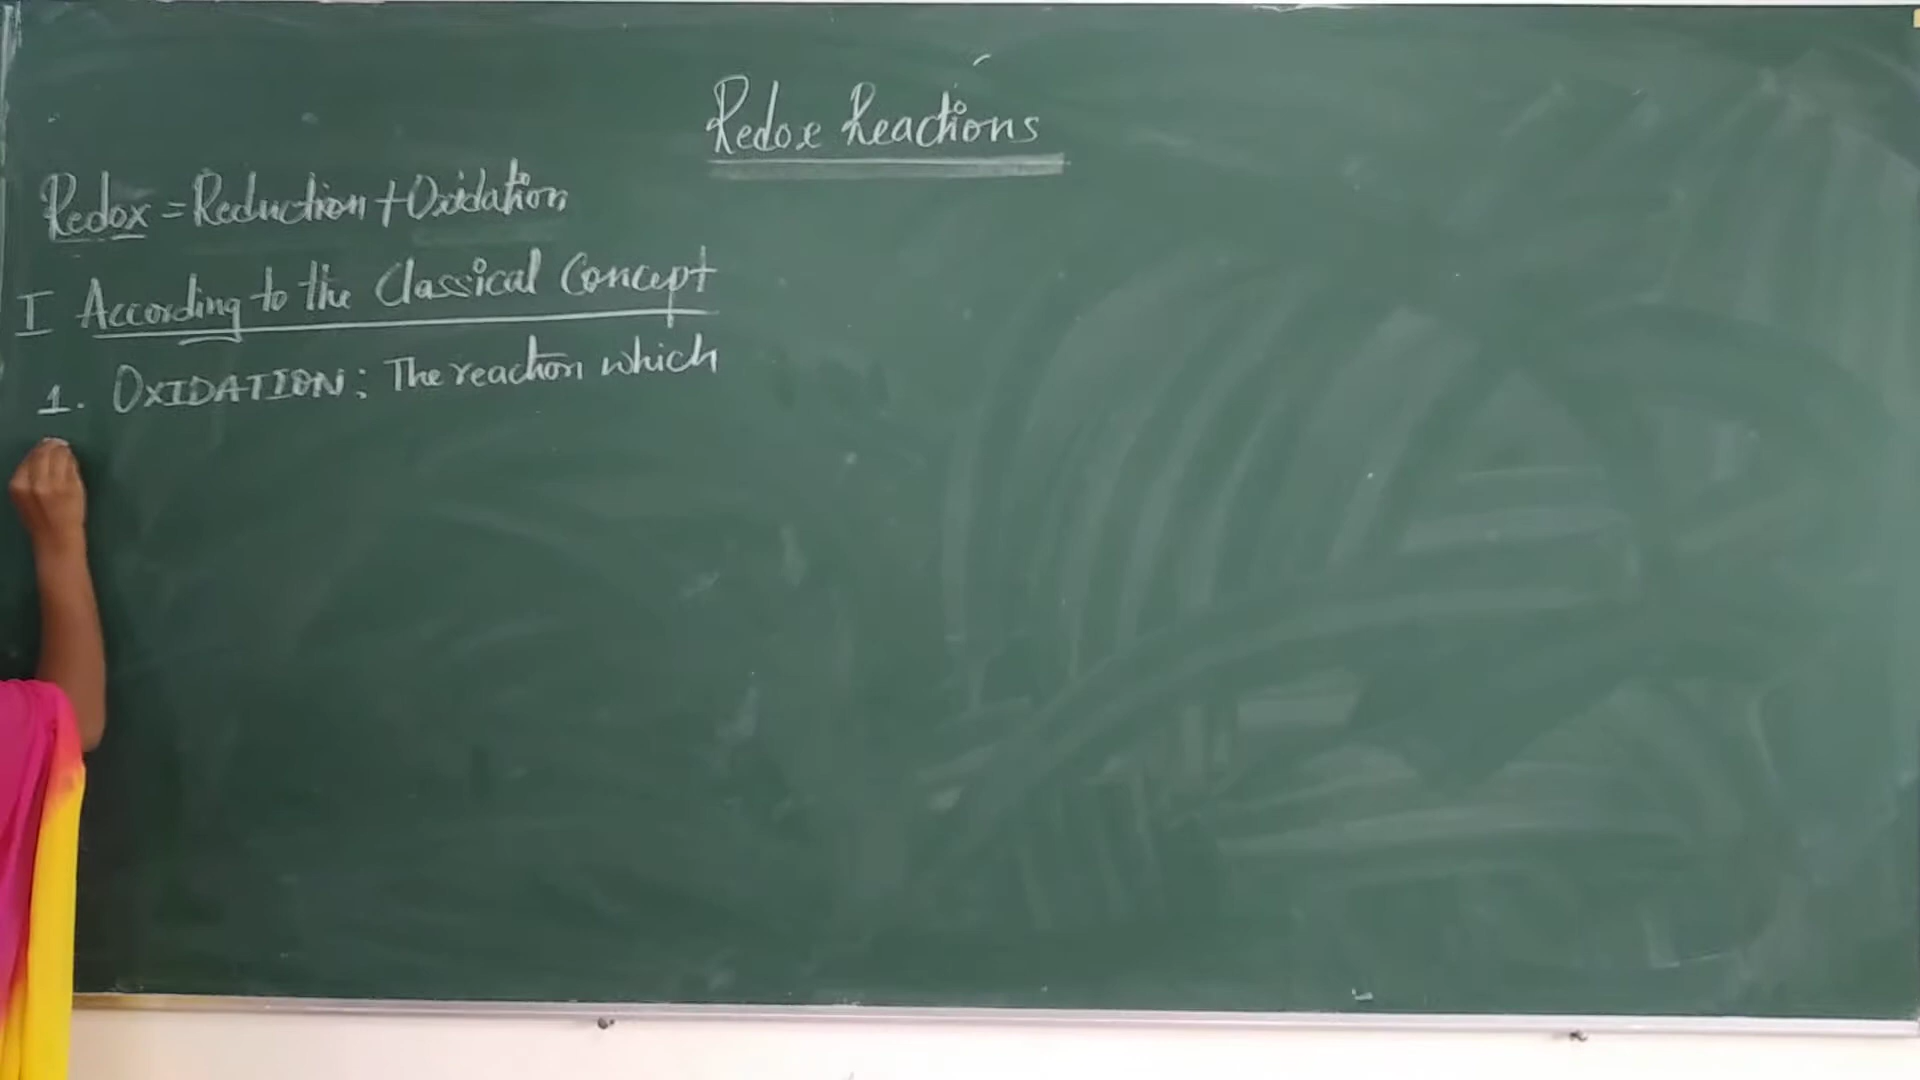 Redox Reactions
Redox = Reduction + Oxidation
I According to the Classical Concept
1. OXIDATION: The reaction which